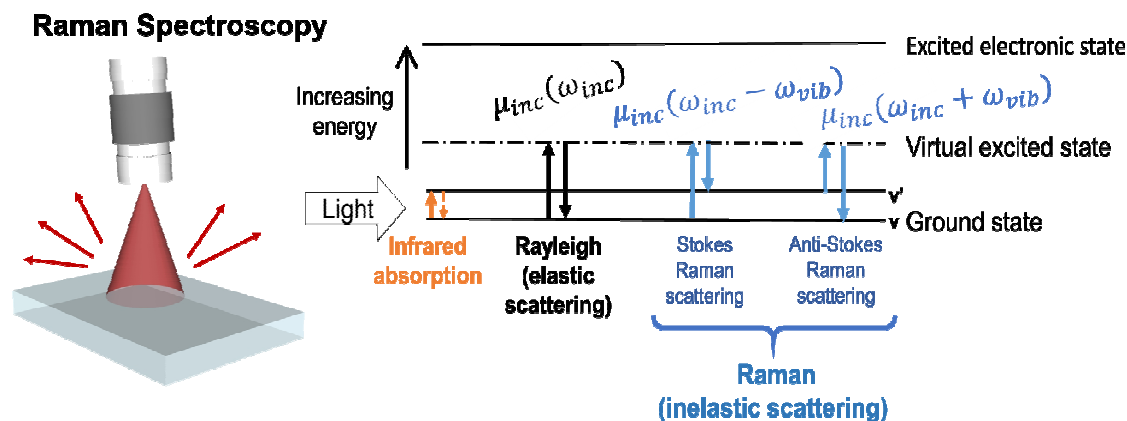 Raman Spectroscopy
Increasing
energy
Light
Excited electronic state
μinc(ωinc)
μinc(ωinc − ωvib)
μinc(ωinc + ωvib)
Virtual excited state
v'
v Ground state
Infrared
absorption
Rayleigh
(elastic
scattering)
Stokes
Raman
scattering
Anti-Stokes
Raman
scattering
Raman
(inelastic scattering)